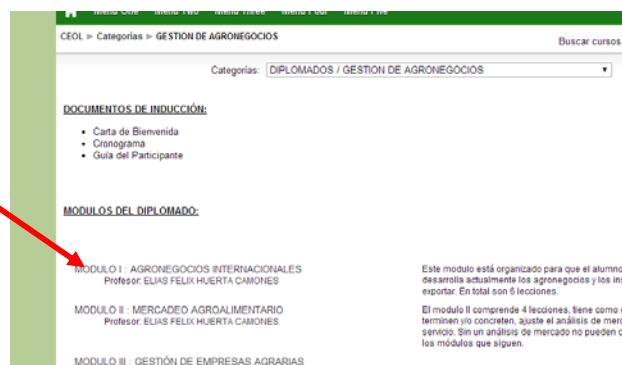 Menu One Menu Two Menu Three Menu Four Menu Five
CEOL ► Categorías ► GESTION DE AGRONEGOCIOS
Buscar cursos
Categorías: DIPLOMADOS / GESTION DE AGRONEGOCIOS
DOCUMENTOS DE INDUCCIÓN:
• Carta de Bienvenida
• Cronograma
• Guía del Participante
MODULOS DEL DIPLOMADO:
MODULO I : AGRONEGOCIOS INTERNACIONALES
Profesor: ELIAS FELIX HUERTA CAMONES
Este modulo está organizado para que el alumno
desarrolla actualmente los agronegocios y los
exportar. En total son 6 lecciones.
MODULO II : MERCADEO AGROALIMENTARIO
Profesor: ELIAS FELIX HUERTA CAMONES
El modulo II comprende 4 lecciones, tiene como
terminen y/o concreten, ajuste el análisis de
servicio. Sin un análisis de mercado no pueden
los módulos que siguen.
MODULO III : GESTIÓN DE EMPRESAS AGRARIAS